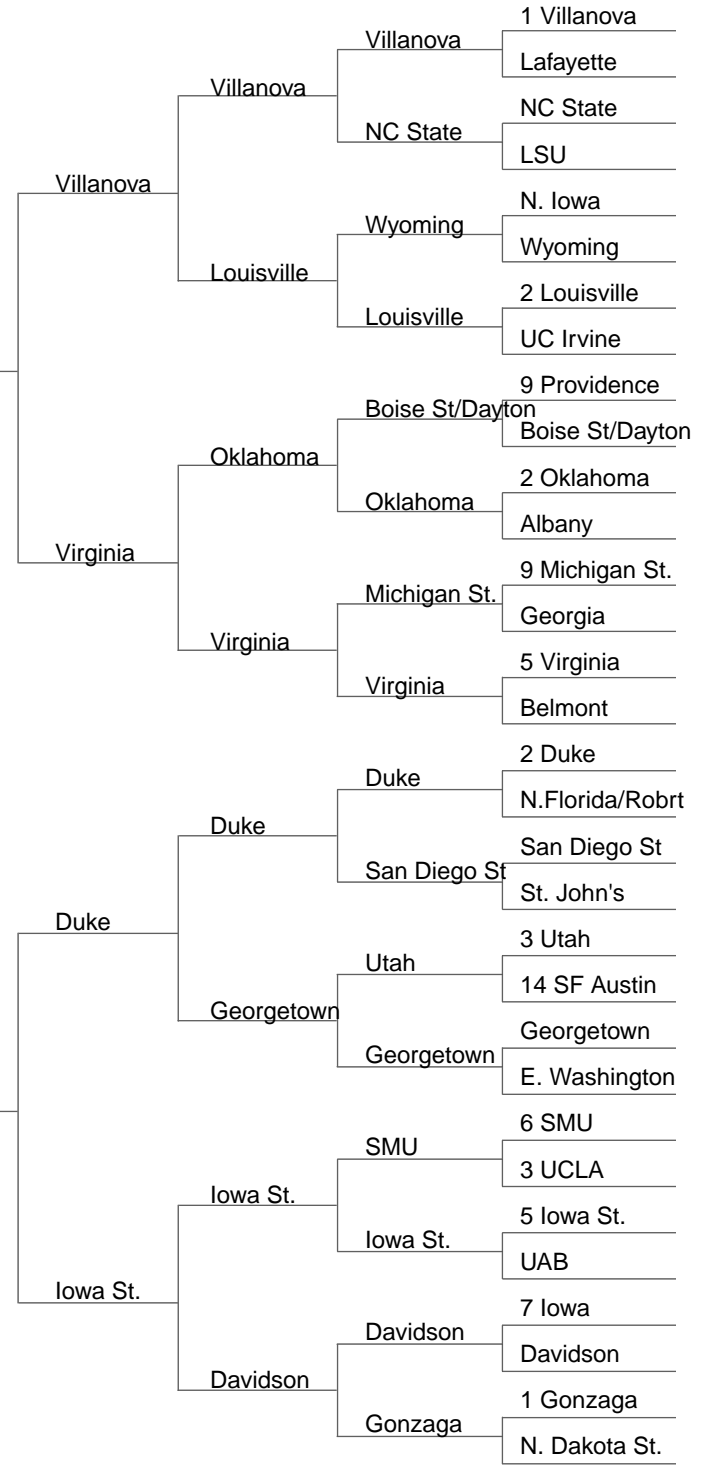 1 Villanova
Villanova
Lafayette
Villanova
NC State
NC State
LSU
Villanova
N. Iowa
Wyoming
Wyoming
Louisville
2 Louisville
Louisville
UC Irvine
9 Providence
Boise St/Dayton
Boise St/Dayton
Oklahoma
2 Oklahoma
Oklahoma
Albany
Virginia
9 Michigan St.
Michigan St.
Georgia
Virginia
5 Virginia
Virginia
Belmont
2 Duke
Duke
N.Florida/Robrt
Duke
San Diego St
San Diego St
St. John's
Duke
3 Utah
Utah
14 SF Austin
Georgetown
Georgetown
Georgetown
E. Washington
6 SMU
SMU
3 UCLA
Iowa St.
5 Iowa St.
Iowa St.
UAB
Iowa St.
7 Iowa
Davidson
Davidson
Davidson
1 Gonzaga
Gonzaga
N. Dakota St.